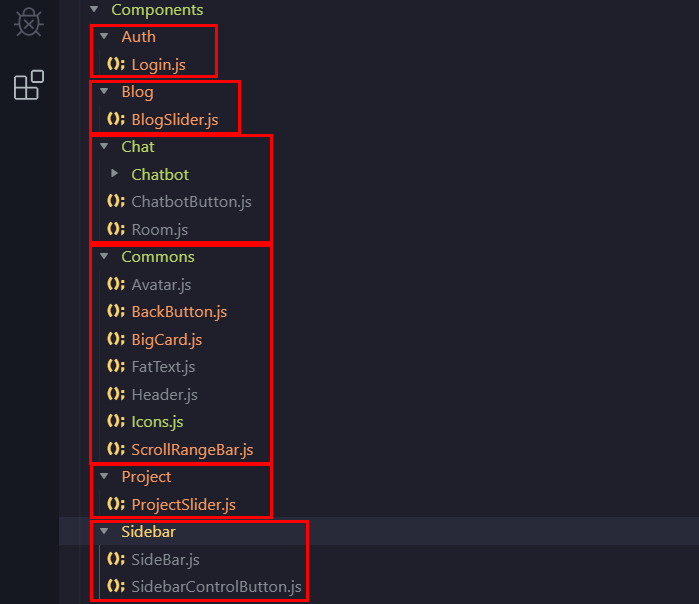 Components
Auth
Login.js
Blog
BlogSlider.js
Chat
Chatbot
ChatbotButton.js
Room.js
Commons
Avatar.js
BackButton.js
BigCard.js
FatText.js
Header.js
Icons.js
ScrollRangeBar.js
Project
ProjectSlider.js
Sidebar
SideBar.js
SidebarControlButton.js